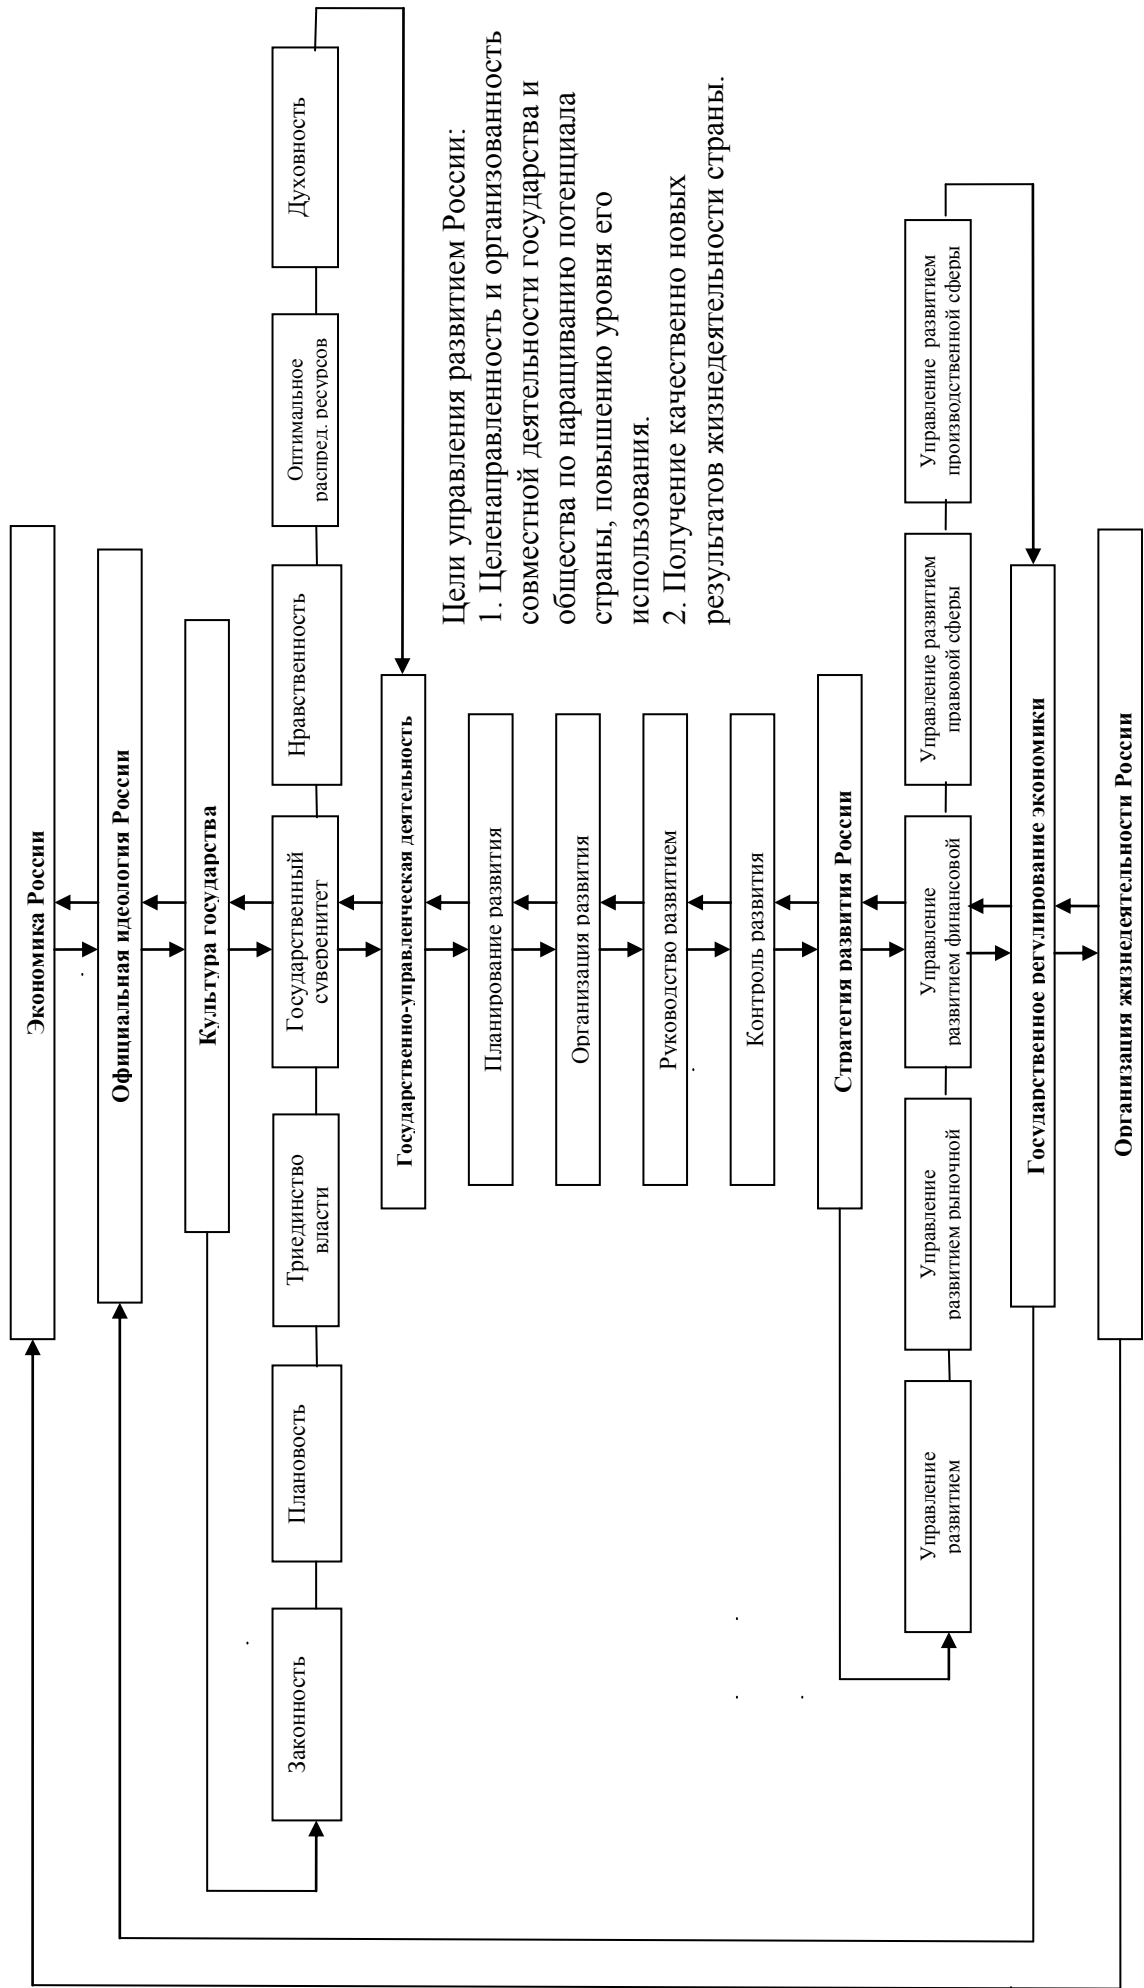 Экономика России
Официальная идеология России
Культура государства
Законность
Плановость
Триединство
власти
Государственный
суверенитет
Нравственность
Оптимальное
распред. ресурсов
Духовность
Государственно-управленческая деятельность
Планирование развития
Организация развития
Руководство развитием
Контроль развития
Цели управления развитием России:
1. Целенаправленность и организованность
совместной деятельности государства и
общества по наращиванию потенциала
страны, повышению уровня его
использования.
2. Получение качественно новых
результатов жизнедеятельности страны.
Стратегия развития России
Управление
развитием
Управление
развитием рыночной
Управление
развитием финансовой
Управление развитием
правовой сферы
Управление развитием
производственной сферы
Государственное регулирование экономики
Организация жизнедеятельности России